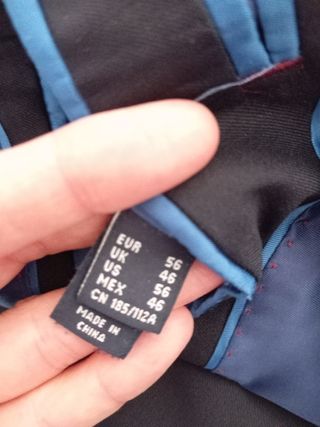 EUR 56
UK 46
US 56
MEX 46
CN 185/112A
MADE IN
CHINA